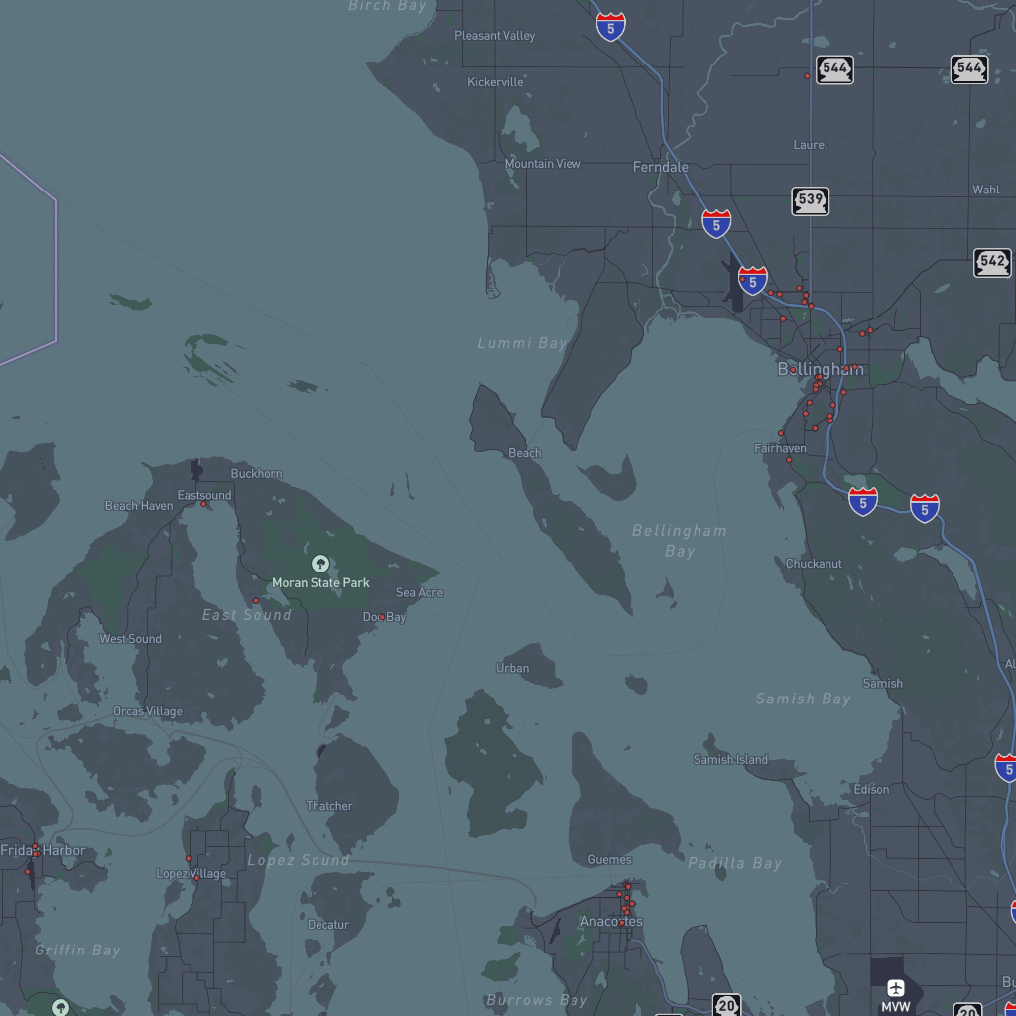 Birch Bay
Pleasant Valley
5
544
544
Kickerville
Laurel
Mountain View
Ferndale
Wahl
539
5
542
5
Lummi Bay
Bellingham
Beach
Fairhaven
Buckhorn
Eastsound
Beach Haven
5
5
Bellingham
Bay
Chuckanut
Moran State Park
Sea Acre
East Sound
Doe Bay
West Sound
Urban
Samish
Samish Bay
Orcas Village
Samish Island
5
Edison
Thatcher
Friday Harbor
Lopez Sound
Guemes
Padilla Bay
Lopez Village
Decatur
Anacortes
Griffin Bay
Burrows Bay
MVW
20
20